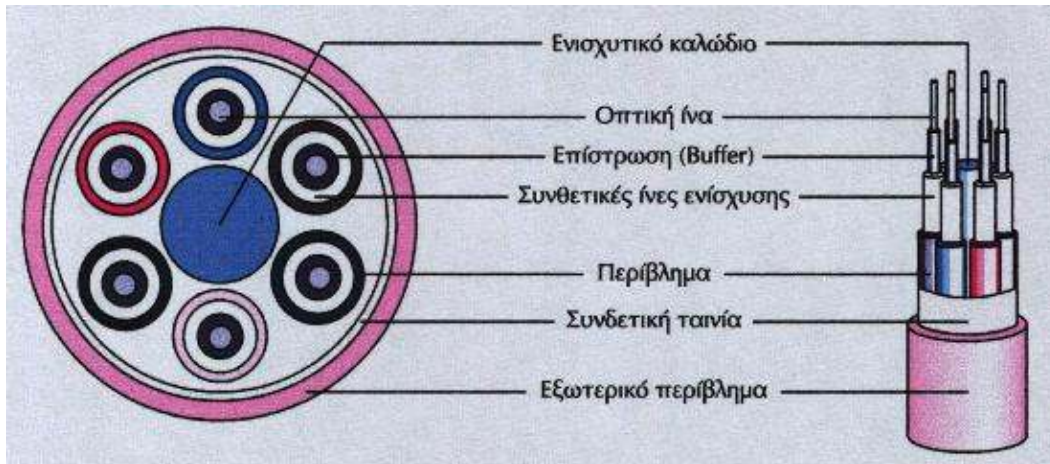 Ενισχυτικό καλώδιο
Οπτική ίνα
Επίστρωση (Buffer)
Συνθετικές ίνες ενίσχυσης
Περίβλημα
Συνδετική ταινία
Εξωτερικό περίβλημα